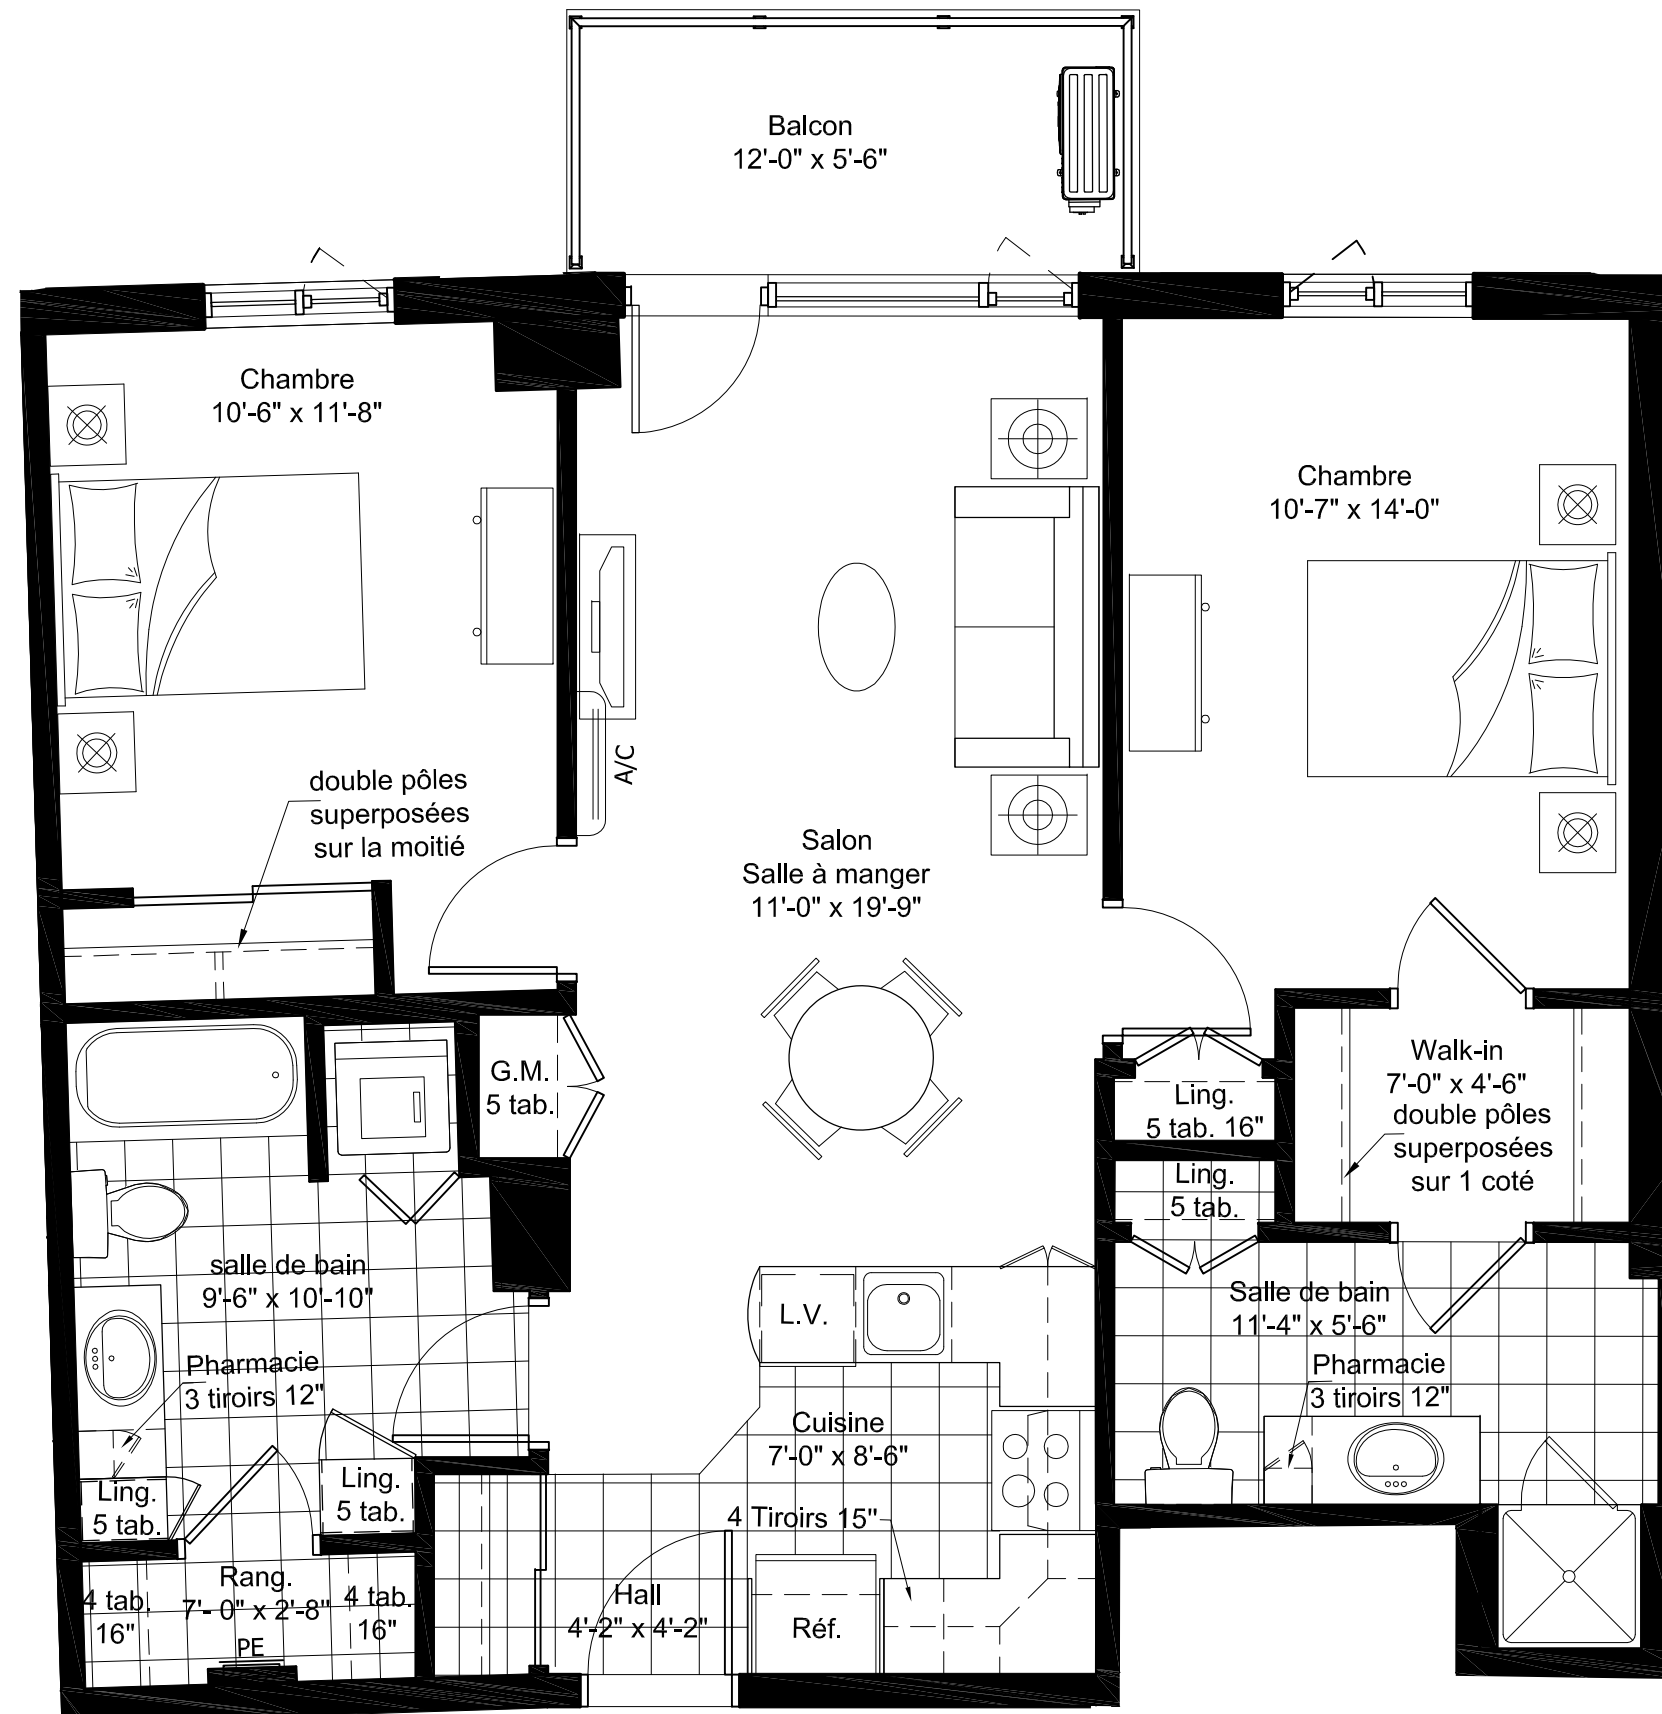 Balcon
12'-0" x 5'-6"
Chambre
10'-6" x 11'-8"
Chambre
10'-7" x 14'-0"
double pôles
superposées
sur la moitié
A/C
Salon
Salle à manger
11'-0" x 19'-9"
G.M.
5 tab.
Ling.
5 tab. 16"
Walk-in
7'-0" x 4'-6"
double pôles
superposées
sur 1 coté
Ling.
5 tab.
salle de bain
9'-6" x 10'-10"
Pharmacie
3 tiroirs 12"
L.V.
Salle de bain
11'-4" x 5'-6"
Pharmacie
3 tiroirs 12"
Cuisine
7'-0" x 8'-6"
4 Tiroirs 15"
Ling.
5 tab.
Ling.
5 tab.
Rang.
7'- 0" x 2'-8"
4 tab.
16"
4 tab.
16"
PE
Hall
4'-2" x 4'-2"
Réf.